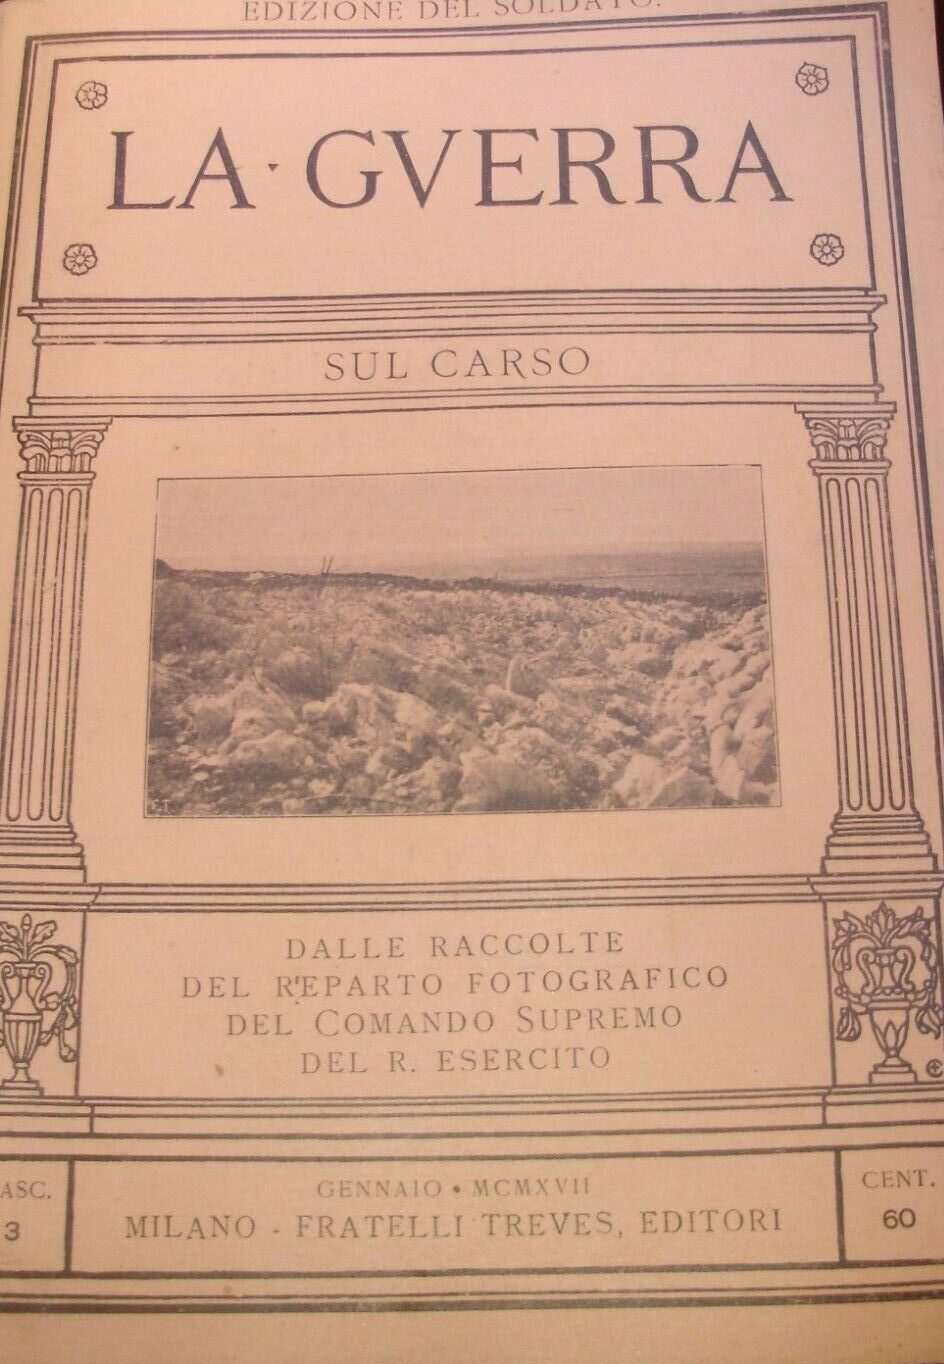 EDIZIONE DEL SOLDATO.
LA · GVERRA
SUL CARSO
DALLE RACCOLTE
DEL REPARTO FOTOGRAFICO
DEL COMANDO SUPREMO
DEL R. ESERCITO
ASC.
3
GENNAIO • MCMXVII
MILANO - FRATELLI TREVES, EDITORI
CENT.
60